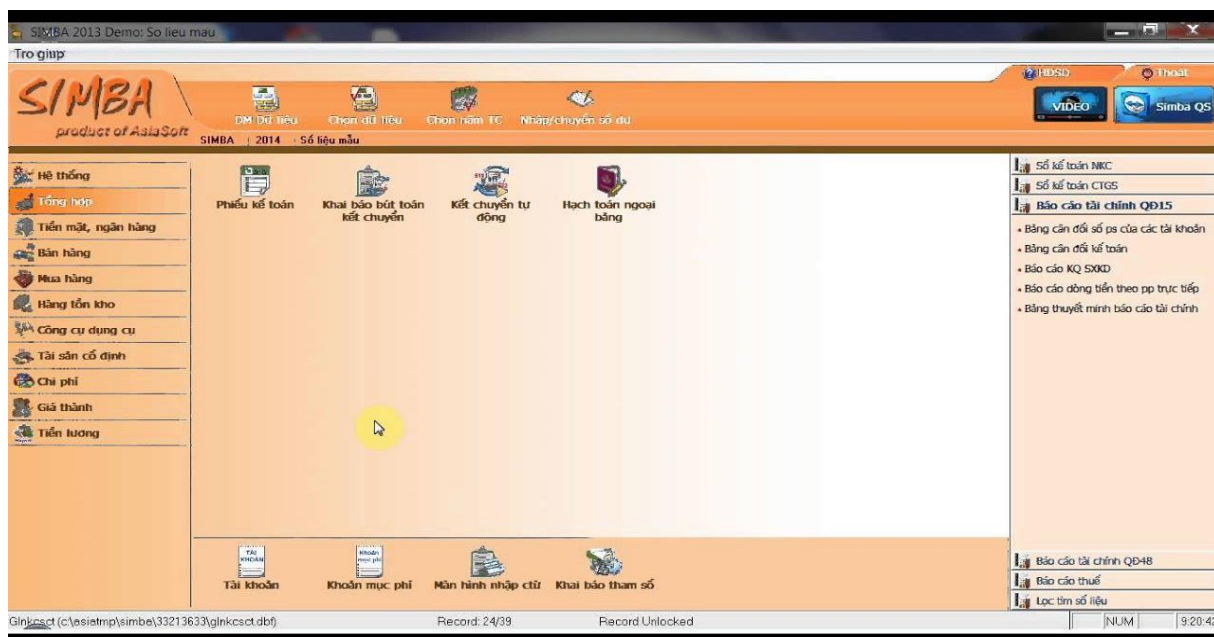 SIMBA 2013 Demo: So lieu mau
Tro giup
HDSD
Thoát
SIMBA
product of AsiaSoft
DM Dữ liệu
Chọn dữ liệu
Chọn năm TC
Nhập/chuyển số dư
VIDEO
Simba QS
SIMBA | 2014 Số liệu mẫu
Hệ thống
Tổng hợp
Tiền mặt, ngân hàng
Bán hàng
Mua hàng
Hàng tồn kho
Công cụ dụng cụ
Tài sản cố định
Chi phí
Giá thành
Tiền lương
Phiếu kế toán
Khai báo bút toán
kết chuyển
Kết chuyển tự
động
Hạch toán ngoại
bảng
Sổ kế toán NKC
Sổ kế toán CTGS
Báo cáo tài chính QĐ15
Bảng cân đối số ps của các tài khoản
Bảng cân đối kế toán
Báo cáo KQ SXKD
Báo cáo dòng tiền theo pp trực tiếp
Bảng thuyết minh báo cáo tài chính
TÀI
KHOẢN
Tài khoản
Khoản mục phí
Màn hình nhập ctừ
Khai báo tham số
Báo cáo tài chính QĐ48
Báo cáo thuế
Lọc tìm số liệu
Glnkcsct (c:\asiatmp\simba\33213633\glnkcsct.dbf)
Record: 24/39
Record Unlocked
NUM
9:20:42